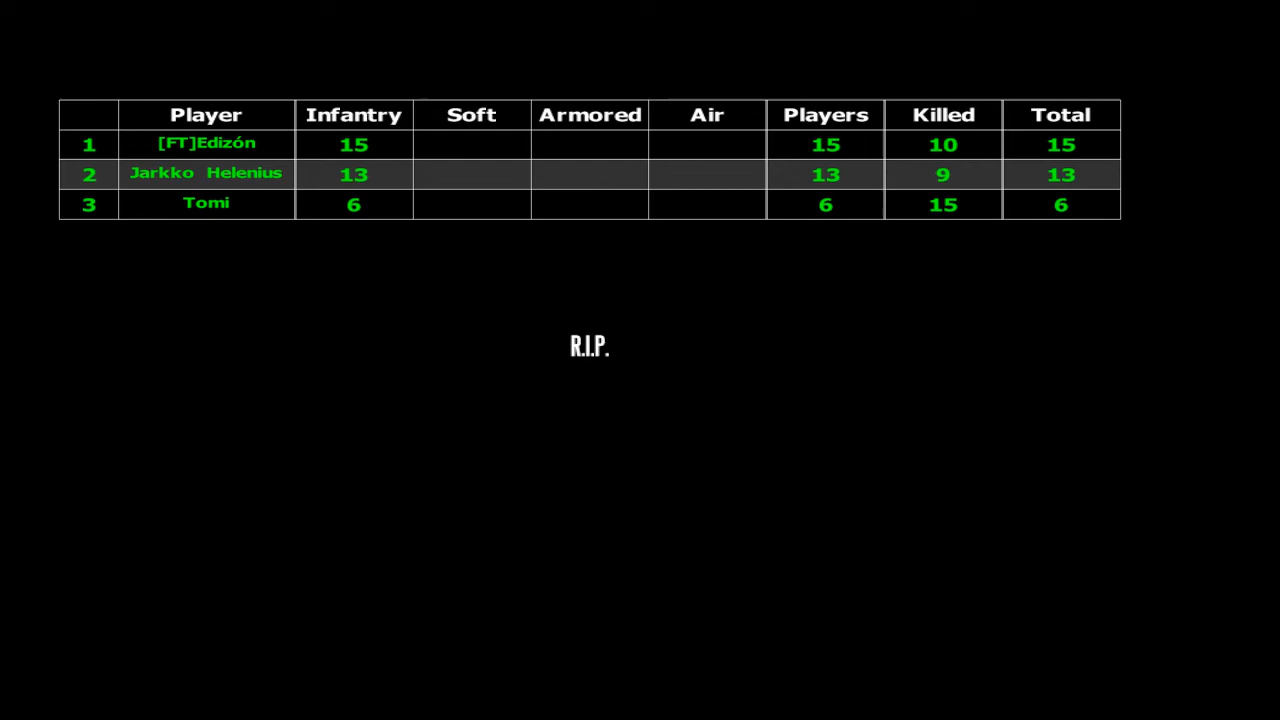 Player Infantry Soft Armored Air Players Killed Total
1 [FT]Edizón 15 15 10 15
2 Jarkko Helenius 13 13 9 13
3 Tomi 6 6 15 6
R.I.P.